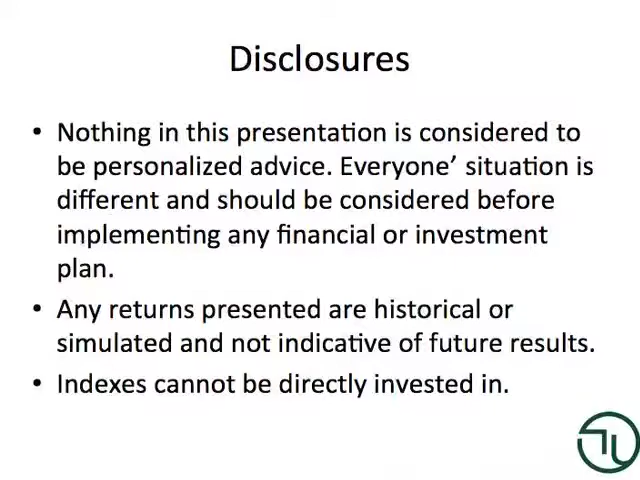 Disclosures
• Nothing in this presentation is considered to
be personalized advice. Everyone’ situation is
different and should be considered before
implementing any financial or investment
plan.
• Any returns presented are historical or
simulated and not indicative of future results.
• Indexes cannot be directly invested in.